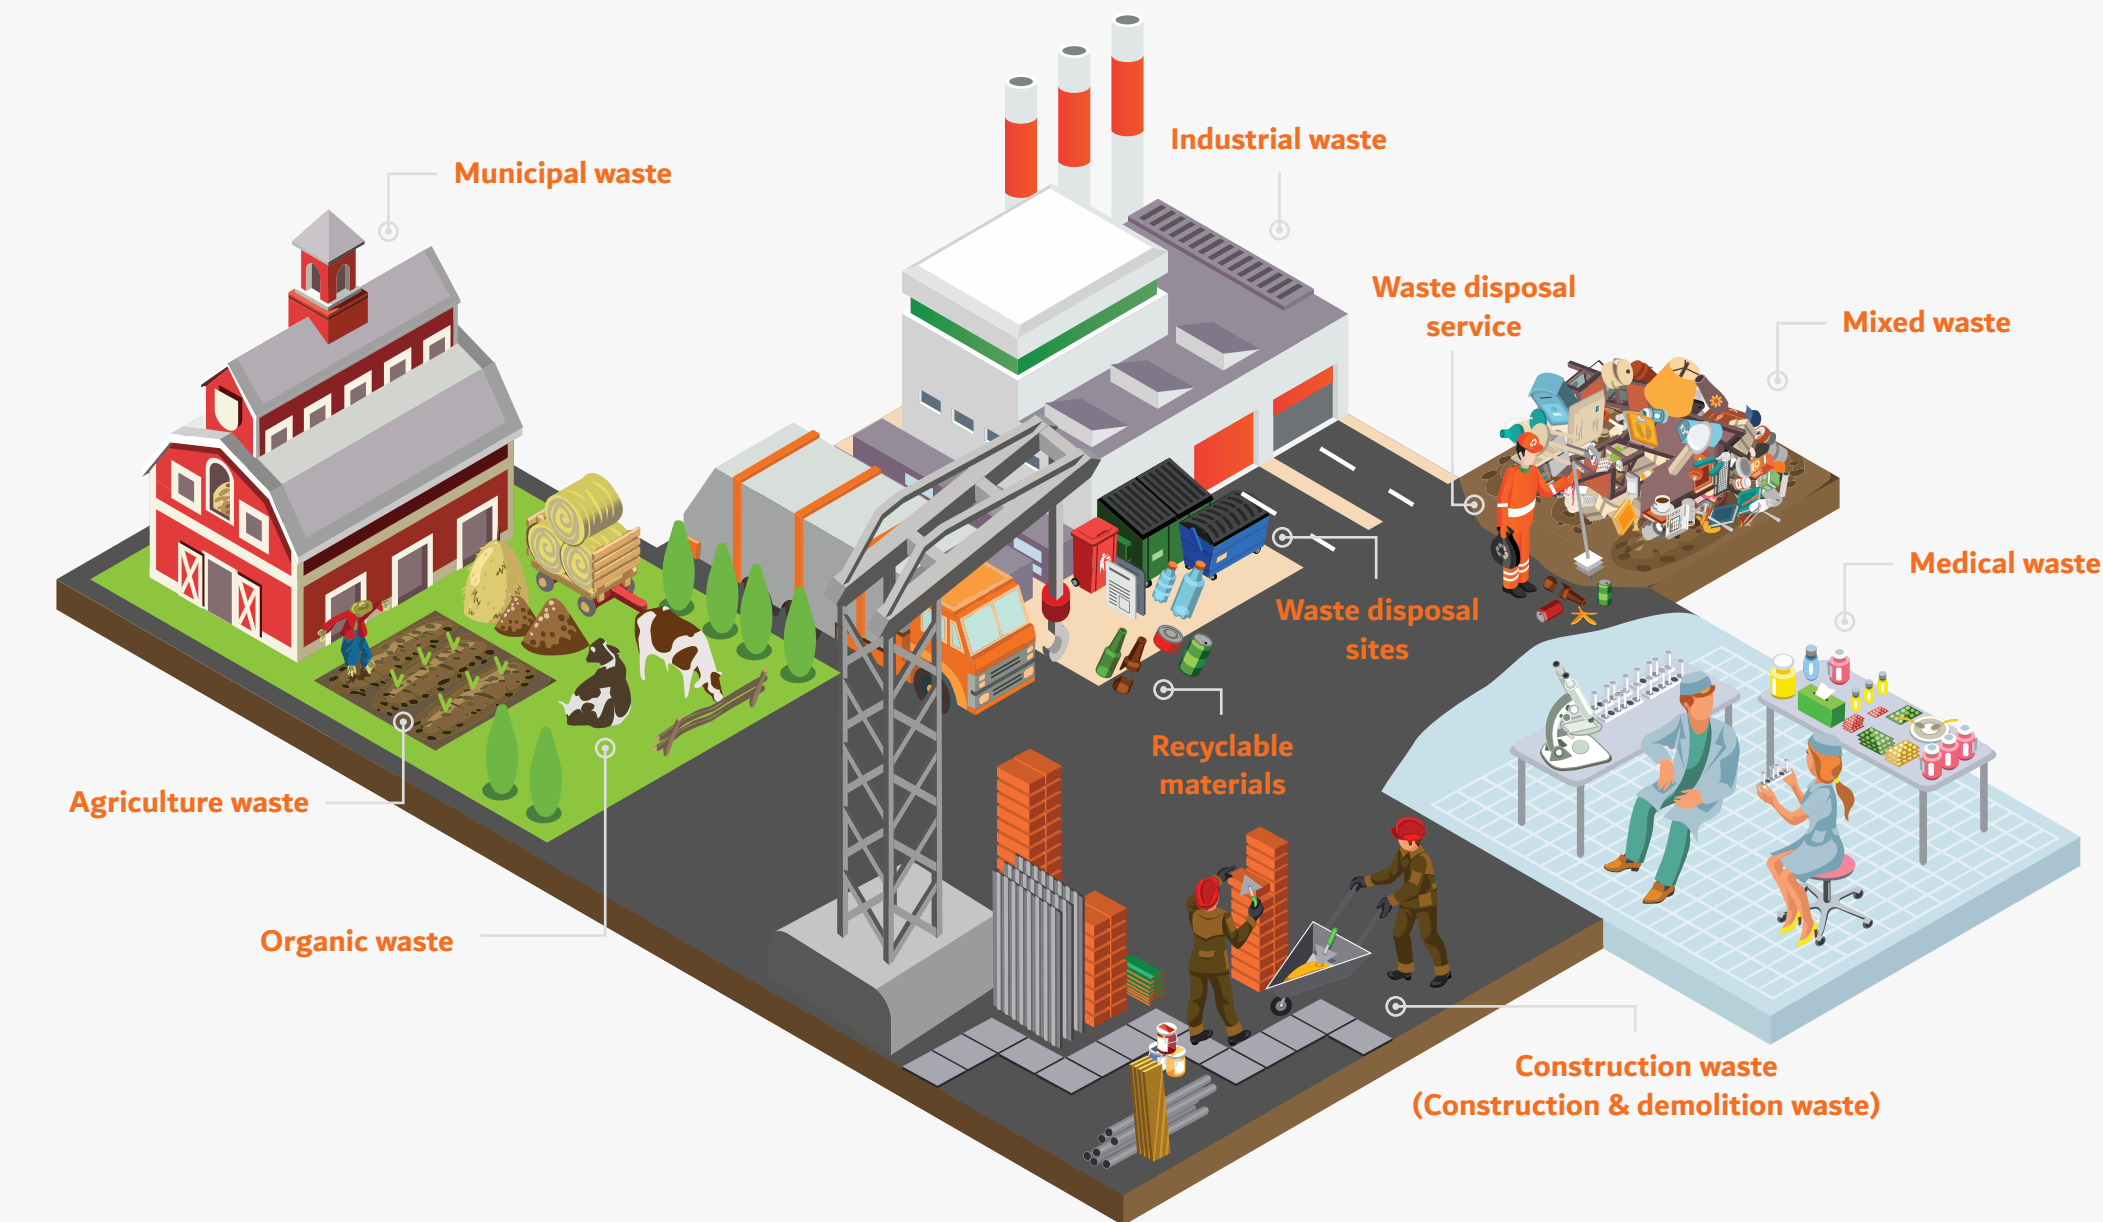 Industrial waste
Municipal waste
Waste disposal
service
Mixed waste
Medical waste
Waste disposal
sites
Recyclable
materials
Agriculture waste
Organic waste
Construction waste
(Construction & demolition waste)